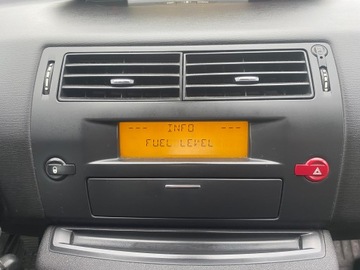 --- INFO ---
FUEL LEVEL